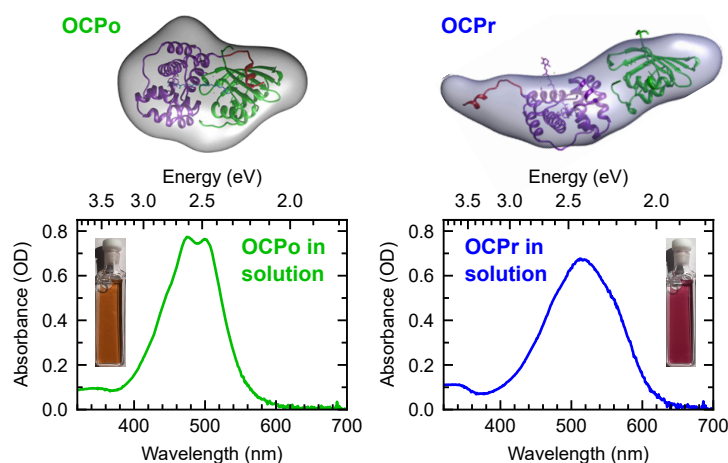 OCPo
OCPr
Energy (eV)
3.5 3.0 2.5 2.0
Absorbance (OD)
0.8
0.6
0.4
0.2
0.0
OCPo in
solution
400 500 600 700
Wavelength (nm)
Energy (eV)
3.5 3.0 2.5 2.0
Absorbance (OD)
0.8
0.6
0.4
0.2
0.0
OCPr in
solution
400 500 600 700
Wavelength (nm)